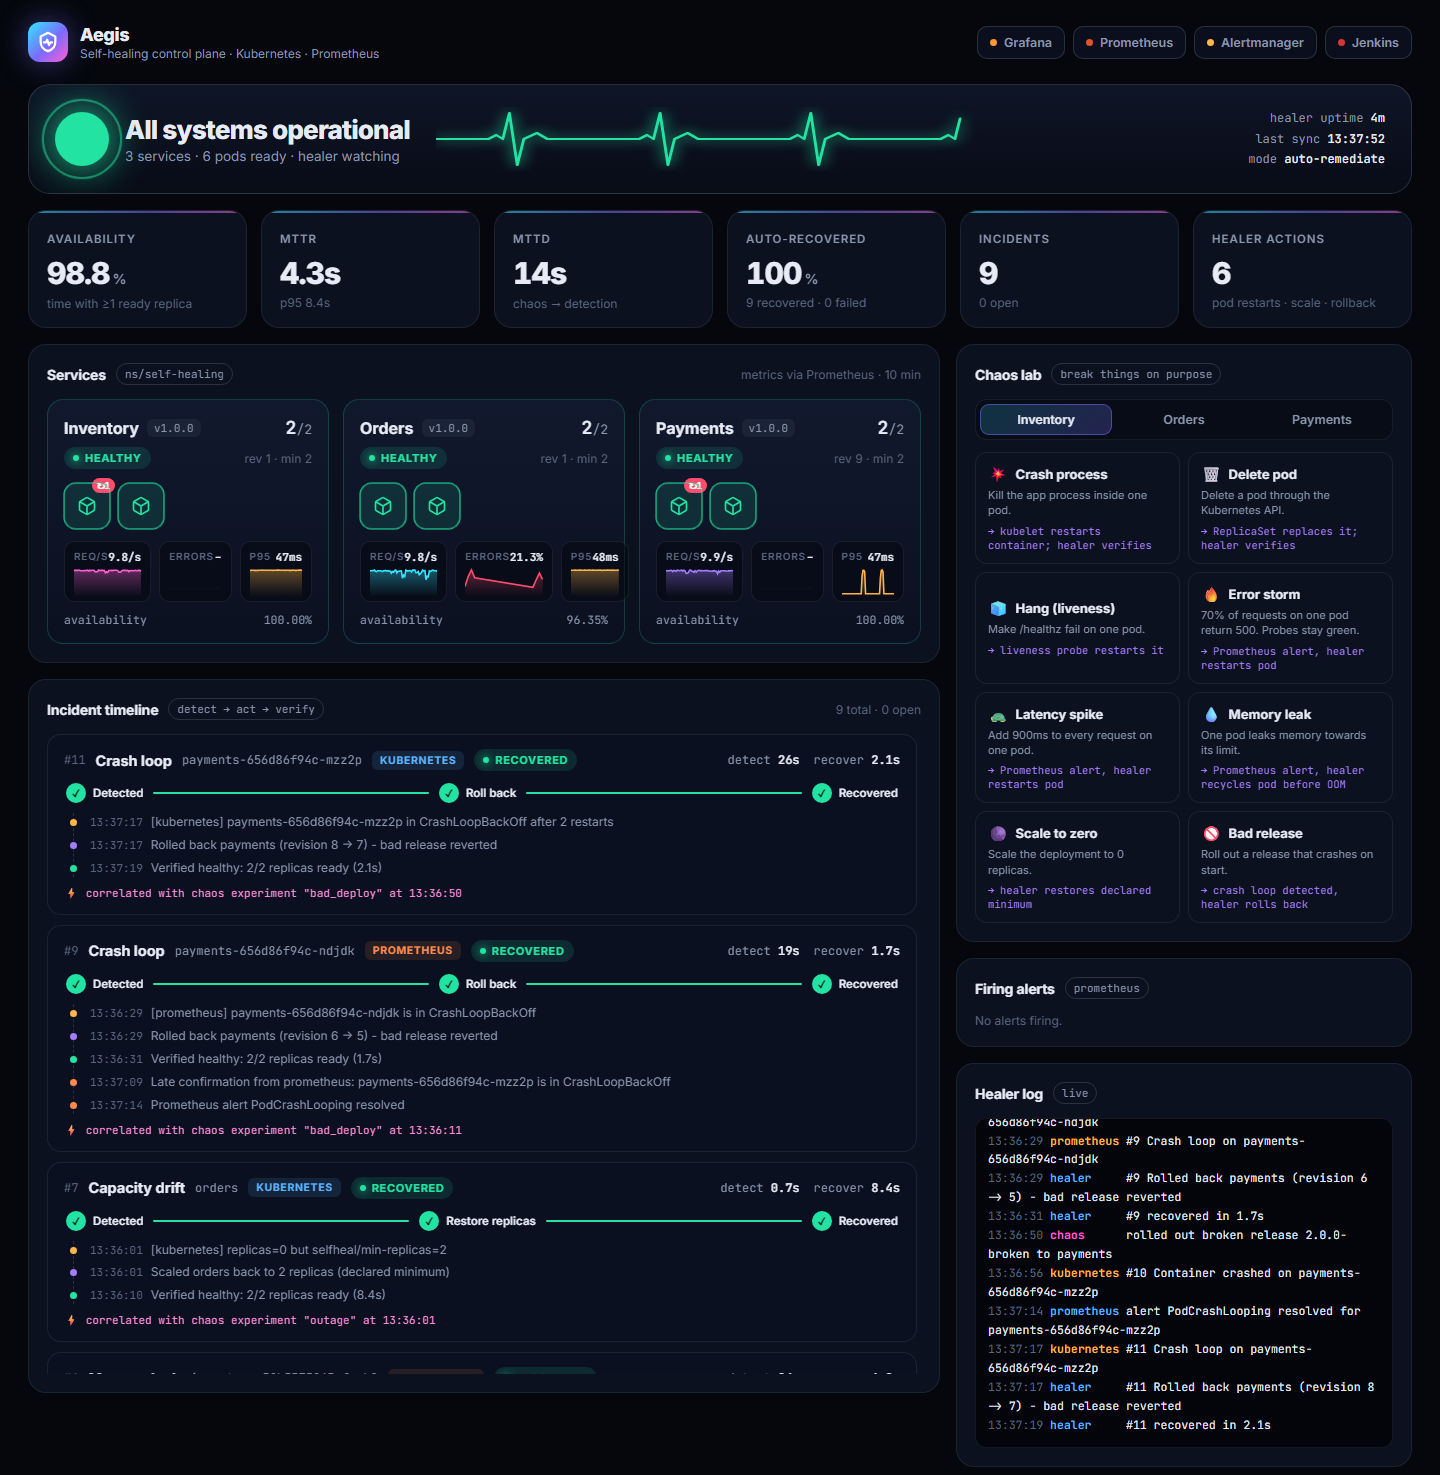 Aegis
Self-healing control plane · Kubernetes · Prometheus
Grafana
Prometheus
Alertmanager
Jenkins
All systems operational
3 services · 6 pods ready · healer watching
healer uptime 4m
last sync 13:37:52
mode auto-remediate
AVAILABILITY
98.8%
time with ≥1 ready replica
MTTR
4.3s
p95 8.4s
MTTD
14s
chaos → detection
AUTO-RECOVERED
100%
9 recovered · 0 failed
INCIDENTS
9
0 open
HEALER ACTIONS
6
pod restarts · scale · rollback
Services ns/self-healing
metrics via Prometheus · 10 min
Inventory v1.0.0 2/2
HEALTHY rev 1 · min 2
↻1
REQ/S 9.8/s ERRORS – P95 47ms
availability 100.00%
Orders v1.0.0 2/2
HEALTHY rev 1 · min 2
REQ/S 9.8/s ERRORS 21.3% P95 48ms
availability 96.35%
Payments v1.0.0 2/2
HEALTHY rev 9 · min 2
↻1
REQ/S 9.9/s ERRORS – P95 47ms
availability 100.00%
Incident timeline detect → act → verify
9 total · 0 open
#11 Crash loop payments-656d86f94c-mzz2p KUBERNETES RECOVERED detect 26s recover 2.1s
✓ Detected ✓ Roll back ✓ Recovered
13:37:17 [kubernetes] payments-656d86f94c-mzz2p in CrashLoopBackOff after 2 restarts
13:37:17 Rolled back payments (revision 8 → 7) - bad release reverted
13:37:19 Verified healthy: 2/2 replicas ready (2.1s)
correlated with chaos experiment "bad_deploy" at 13:36:50
#9 Crash loop payments-656d86f94c-ndjdk PROMETHEUS RECOVERED detect 19s recover 1.7s
✓ Detected ✓ Roll back ✓ Recovered
13:36:29 [prometheus] payments-656d86f94c-ndjdk is in CrashLoopBackOff
13:36:29 Rolled back payments (revision 6 → 5) - bad release reverted
13:36:31 Verified healthy: 2/2 replicas ready (1.7s)
13:37:09 Late confirmation from prometheus: payments-656d86f94c-mzz2p is in CrashLoopBackOff
13:37:14 Prometheus alert PodCrashLooping resolved
correlated with chaos experiment "bad_deploy" at 13:36:11
#7 Capacity drift orders KUBERNETES RECOVERED detect 0.7s recover 8.4s
✓ Detected ✓ Restore replicas ✓ Recovered
13:36:01 [kubernetes] replicas=0 but selfheal/min-replicas=2
13:36:01 Scaled orders back to 2 replicas (declared minimum)
13:36:10 Verified healthy: 2/2 replicas ready (8.4s)
correlated with chaos experiment "outage" at 13:36:01
Chaos lab break things on purpose
Inventory Orders Payments
Crash process
Kill the app process inside one
pod.
→ kubelet restarts
container; healer verifies
Delete pod
Delete a pod through the
Kubernetes API.
→ ReplicaSet replaces it;
healer verifies
Hang (liveness)
Make /healthz fail on one pod.
→ liveness probe restarts it
Error storm
70% of requests on one pod
return 500. Probes stay green.
→ Prometheus alert, healer
restarts pod
Latency spike
Add 900ms to every request on
one pod.
→ Prometheus alert, healer
restarts pod
Memory leak
One pod leaks memory towards
its limit.
→ Prometheus alert, healer
recycles pod before OOM
Scale to zero
Scale the deployment to 0
replicas.
→ healer restores declared
minimum
Bad release
Roll out a release that crashes on
start.
→ crash loop detected,
healer rolls back
Firing alerts prometheus
No alerts firing.
Healer log live
656d86f94c-ndjdk
13:36:29 prometheus #9 Crash loop on payments-
656d86f94c-ndjdk
13:36:29 healer #9 Rolled back payments (revision 6
→ 5) - bad release reverted
13:36:31 healer #9 recovered in 1.7s
13:36:50 chaos rolled out broken release 2.0.0-
broken to payments
13:36:56 kubernetes #10 Container crashed on payments-
656d86f94c-mzz2p
13:37:14 prometheus alert PodCrashLooping resolved for
payments-656d86f94c-mzz2p
13:37:17 kubernetes #11 Crash loop on payments-
656d86f94c-mzz2p
13:37:17 healer #11 Rolled back payments (revision 8
→ 7) - bad release reverted
13:37:19 healer #11 recovered in 2.1s